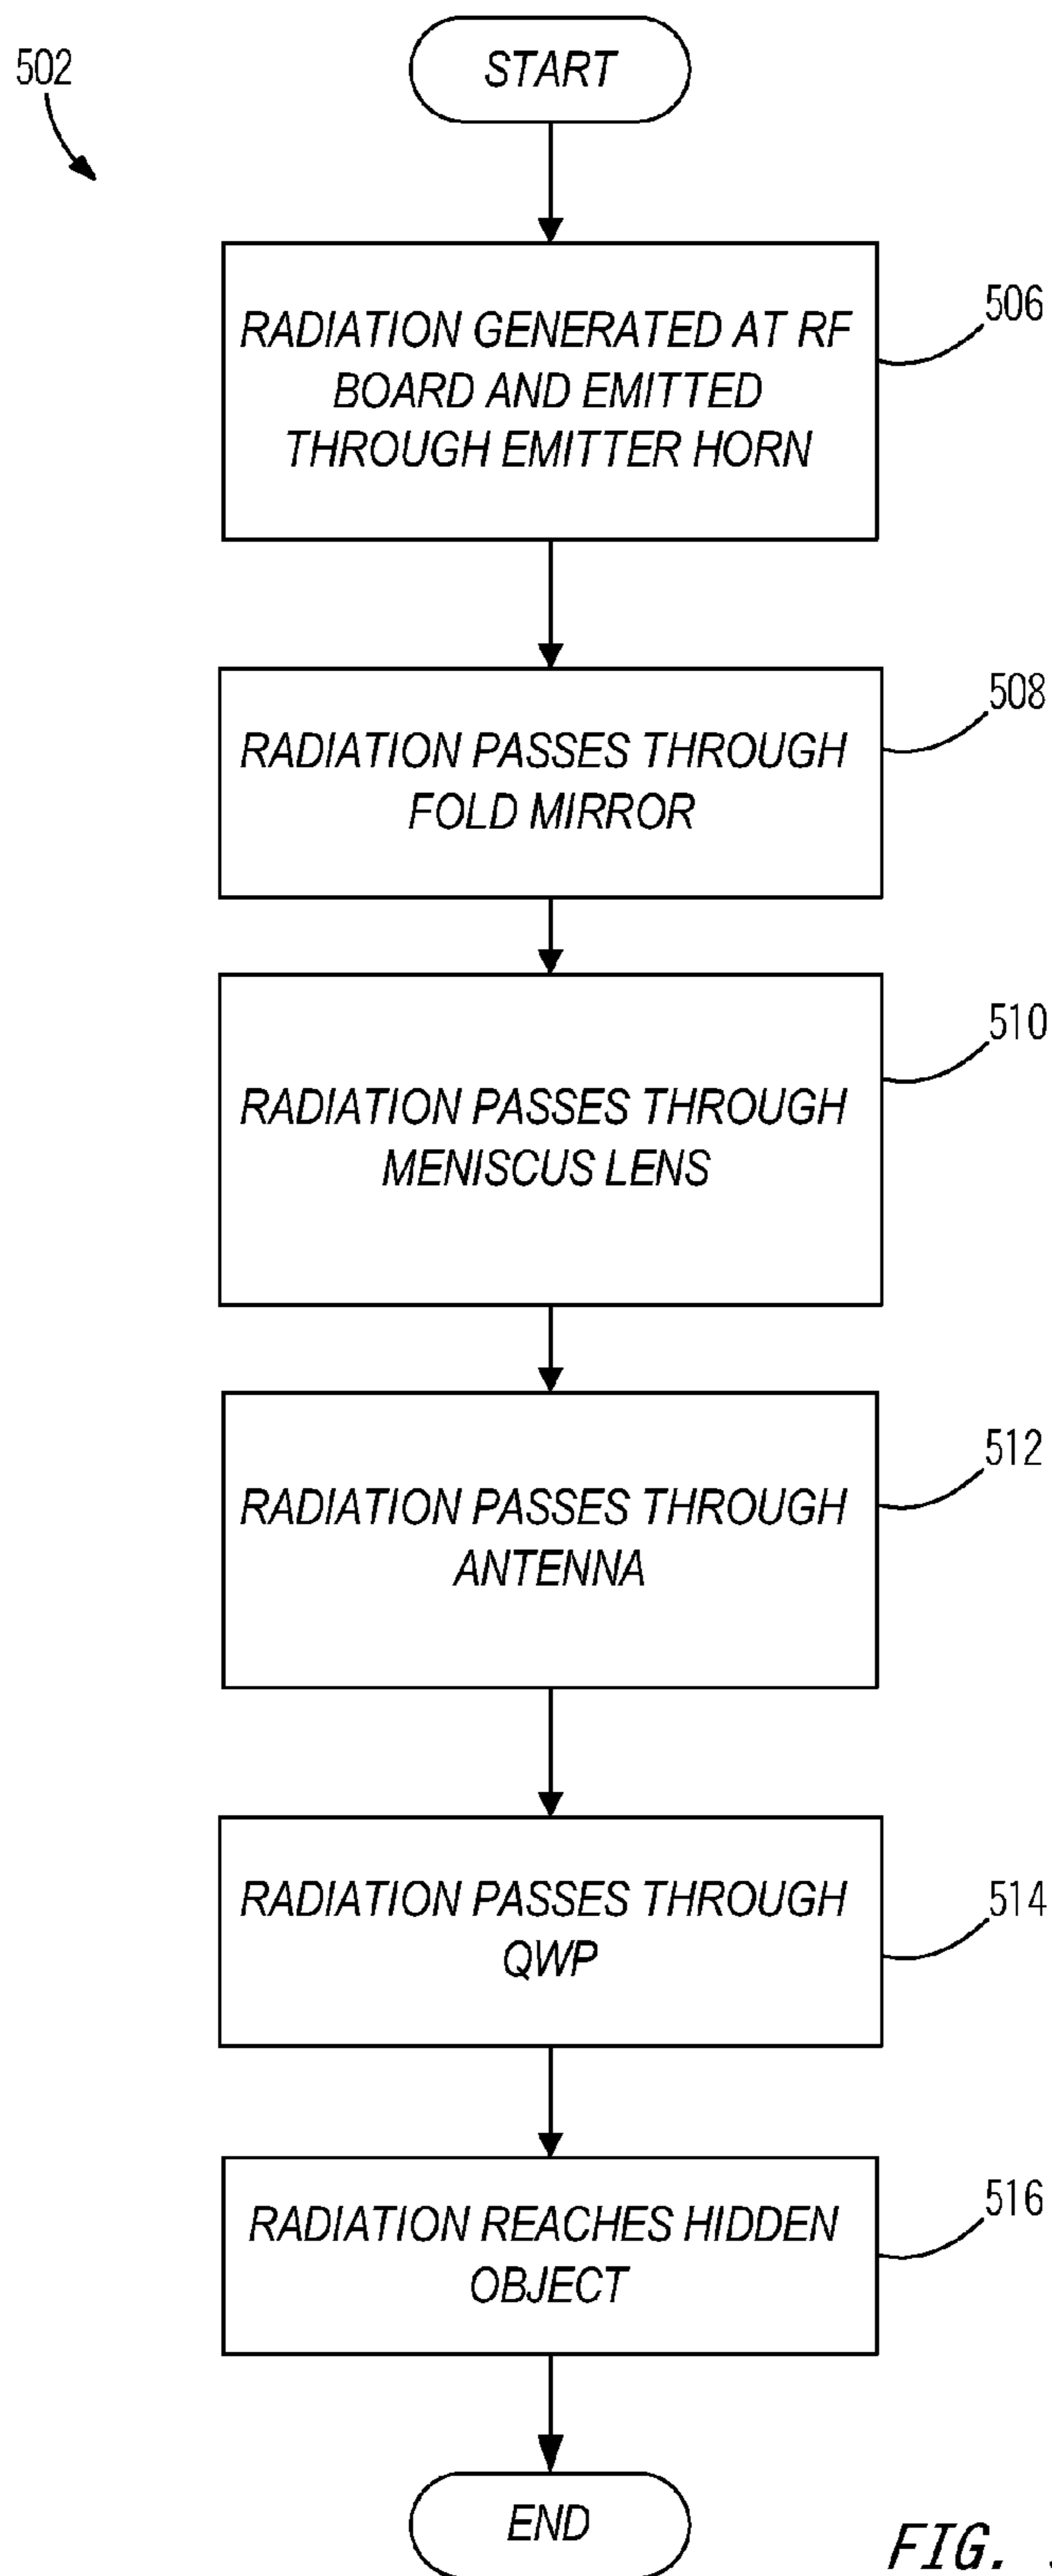 502
START
RADIATION GENERATED AT RF
BOARD AND EMITTED
THROUGH EMITTER HORN
506
RADIATION PASSES THROUGH
FOLD MIRROR
508
RADIATION PASSES THROUGH
MENISCUS LENS
510
RADIATION PASSES THROUGH
ANTENNA
512
RADIATION PASSES THROUGH
QWP
514
RADIATION REACHES HIDDEN
OBJECT
516
END
FIG.